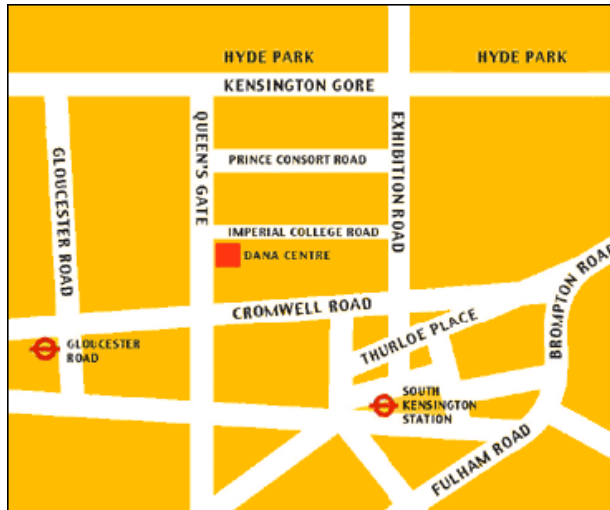 HYDE PARK
HYDE PARK
KENSINGTON GORE
QUEEN'S GATE
EXHIBITION ROAD
GLOUCESTER ROAD
PRINCE CONSORT ROAD
IMPERIAL COLLEGE ROAD
DANA CENTRE
BROMPTON ROAD
CROMWELL ROAD
THURLOE PLACE
GLOUCESTER
ROAD
SOUTH
KENSINGTON
STATION
FULHAM ROAD